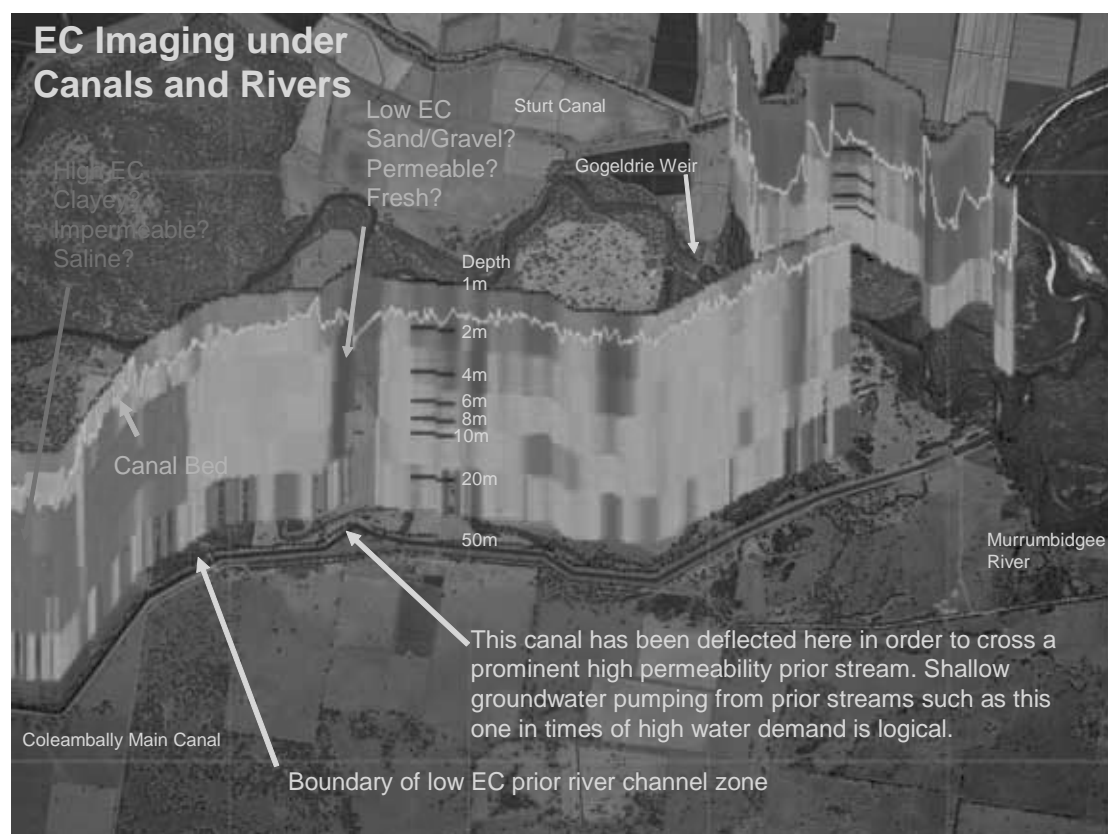 EC Imaging under
Canals and Rivers
Low EC
Sand/Gravel?
Permeable?
Fresh?
Sturt Canal
Gogeldrie Weir
High EC
Clayey?
Impermeable?
Saline?
Depth
1m
2m
4m
6m
8m
10m
20m
50m
Canal Bed
Murrumbidgee
River
This canal has been deflected here in order to cross a
prominent high permeability prior stream. Shallow
groundwater pumping from prior streams such as this
one in times of high water demand is logical.
Coleambally Main Canal
Boundary of low EC prior river channel zone